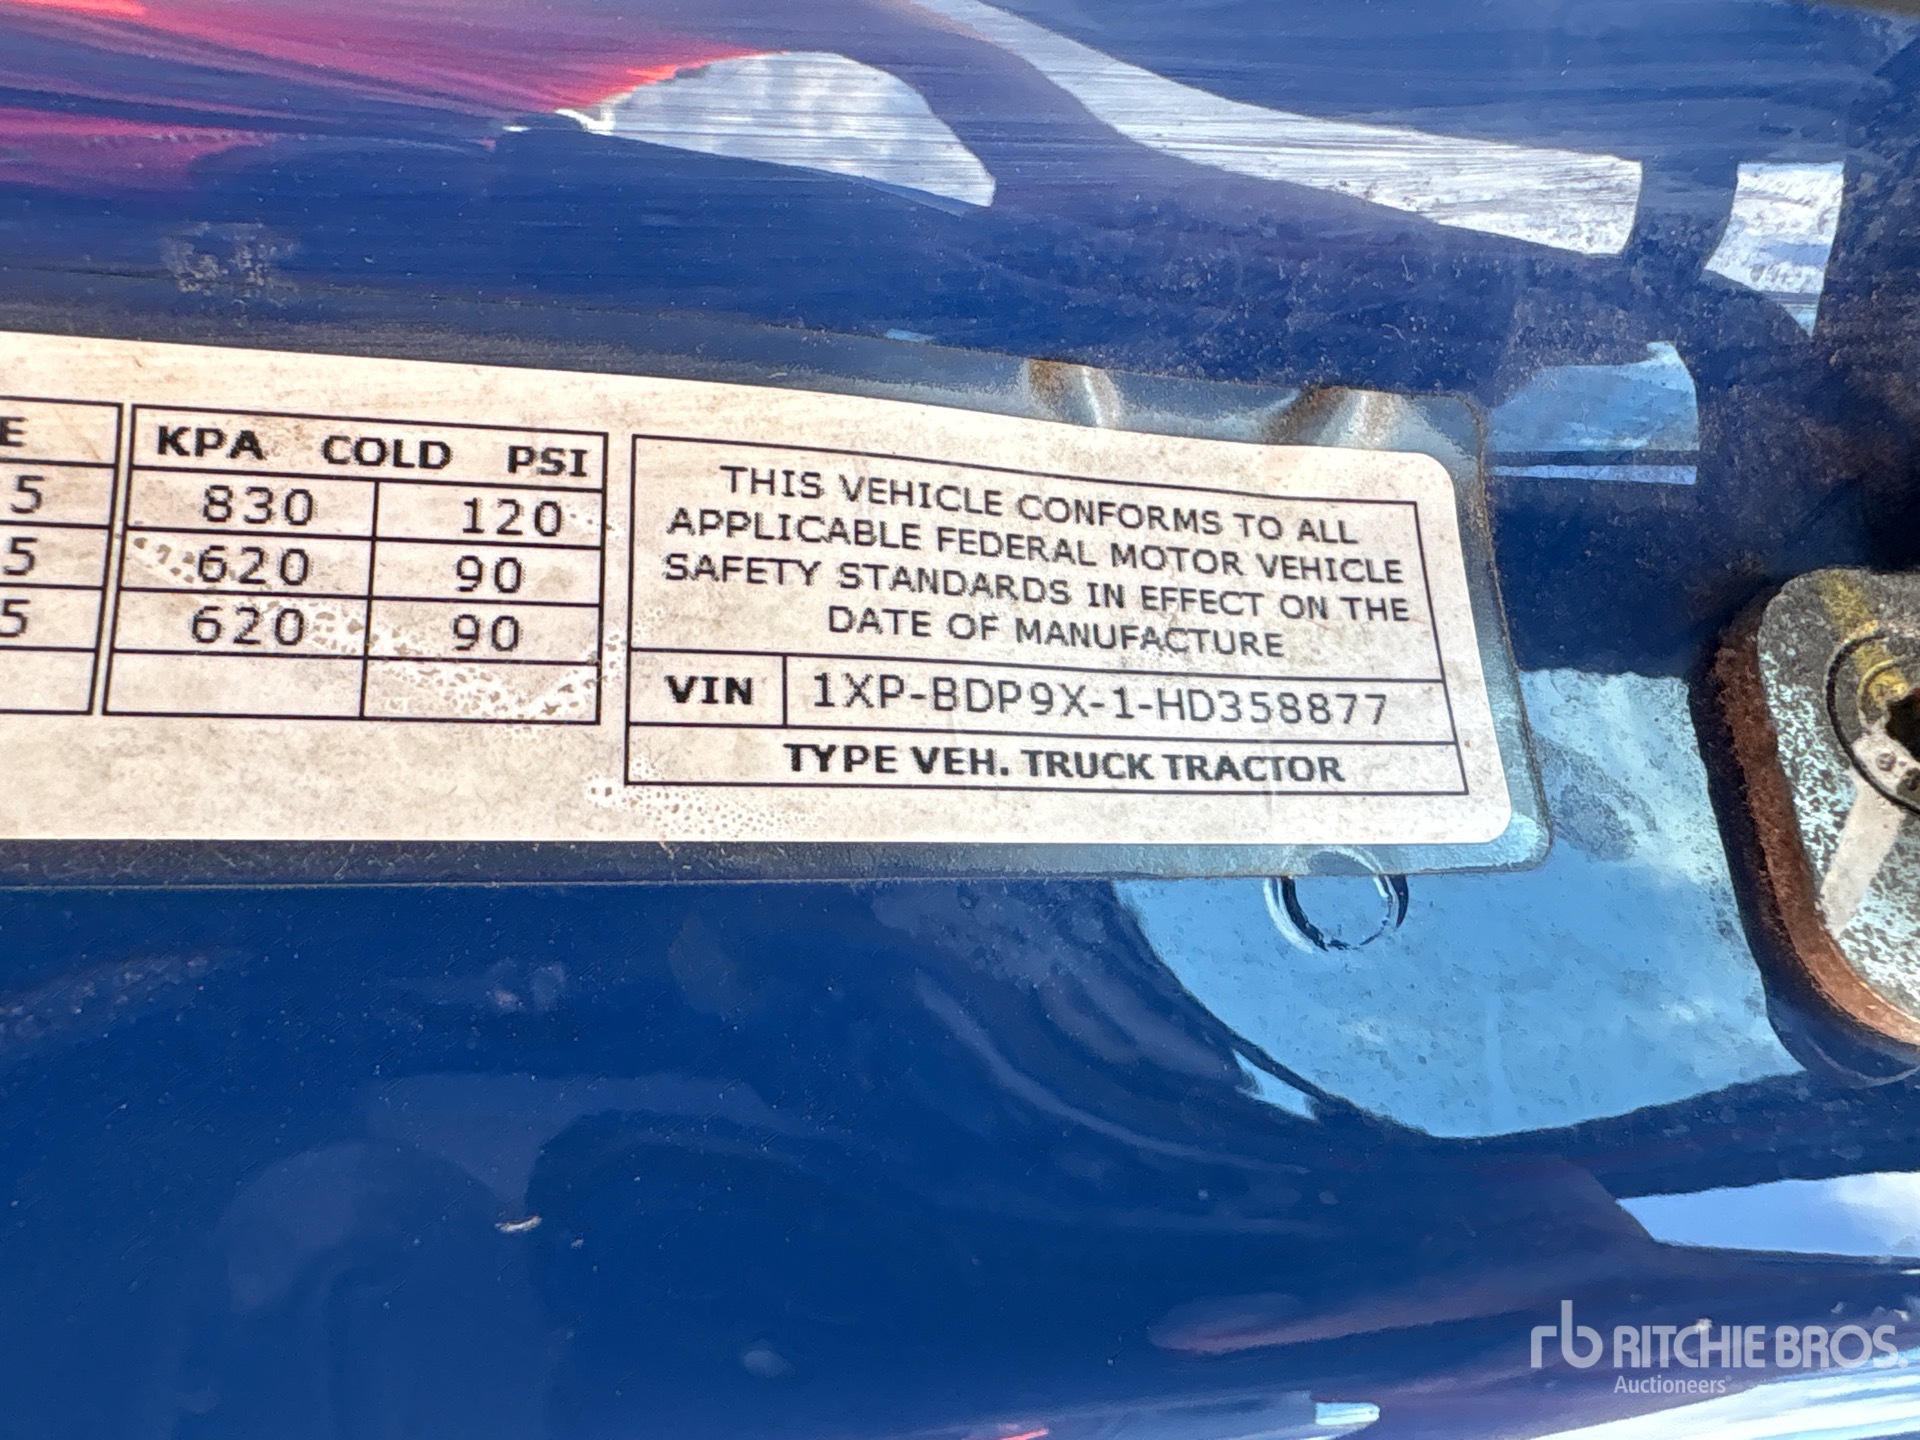 E
KPA COLD PSI
5 830 120
5 620 90
5 620 90
THIS VEHICLE CONFORMS TO ALL
APPLICABLE FEDERAL MOTOR VEHICLE
SAFETY STANDARDS IN EFFECT ON THE
DATE OF MANUFACTURE
VIN 1XP-BDP9X-1-HD358877
TYPE VEH. TRUCK TRACTOR
rb RITCHIE BROS.
Auctioneers